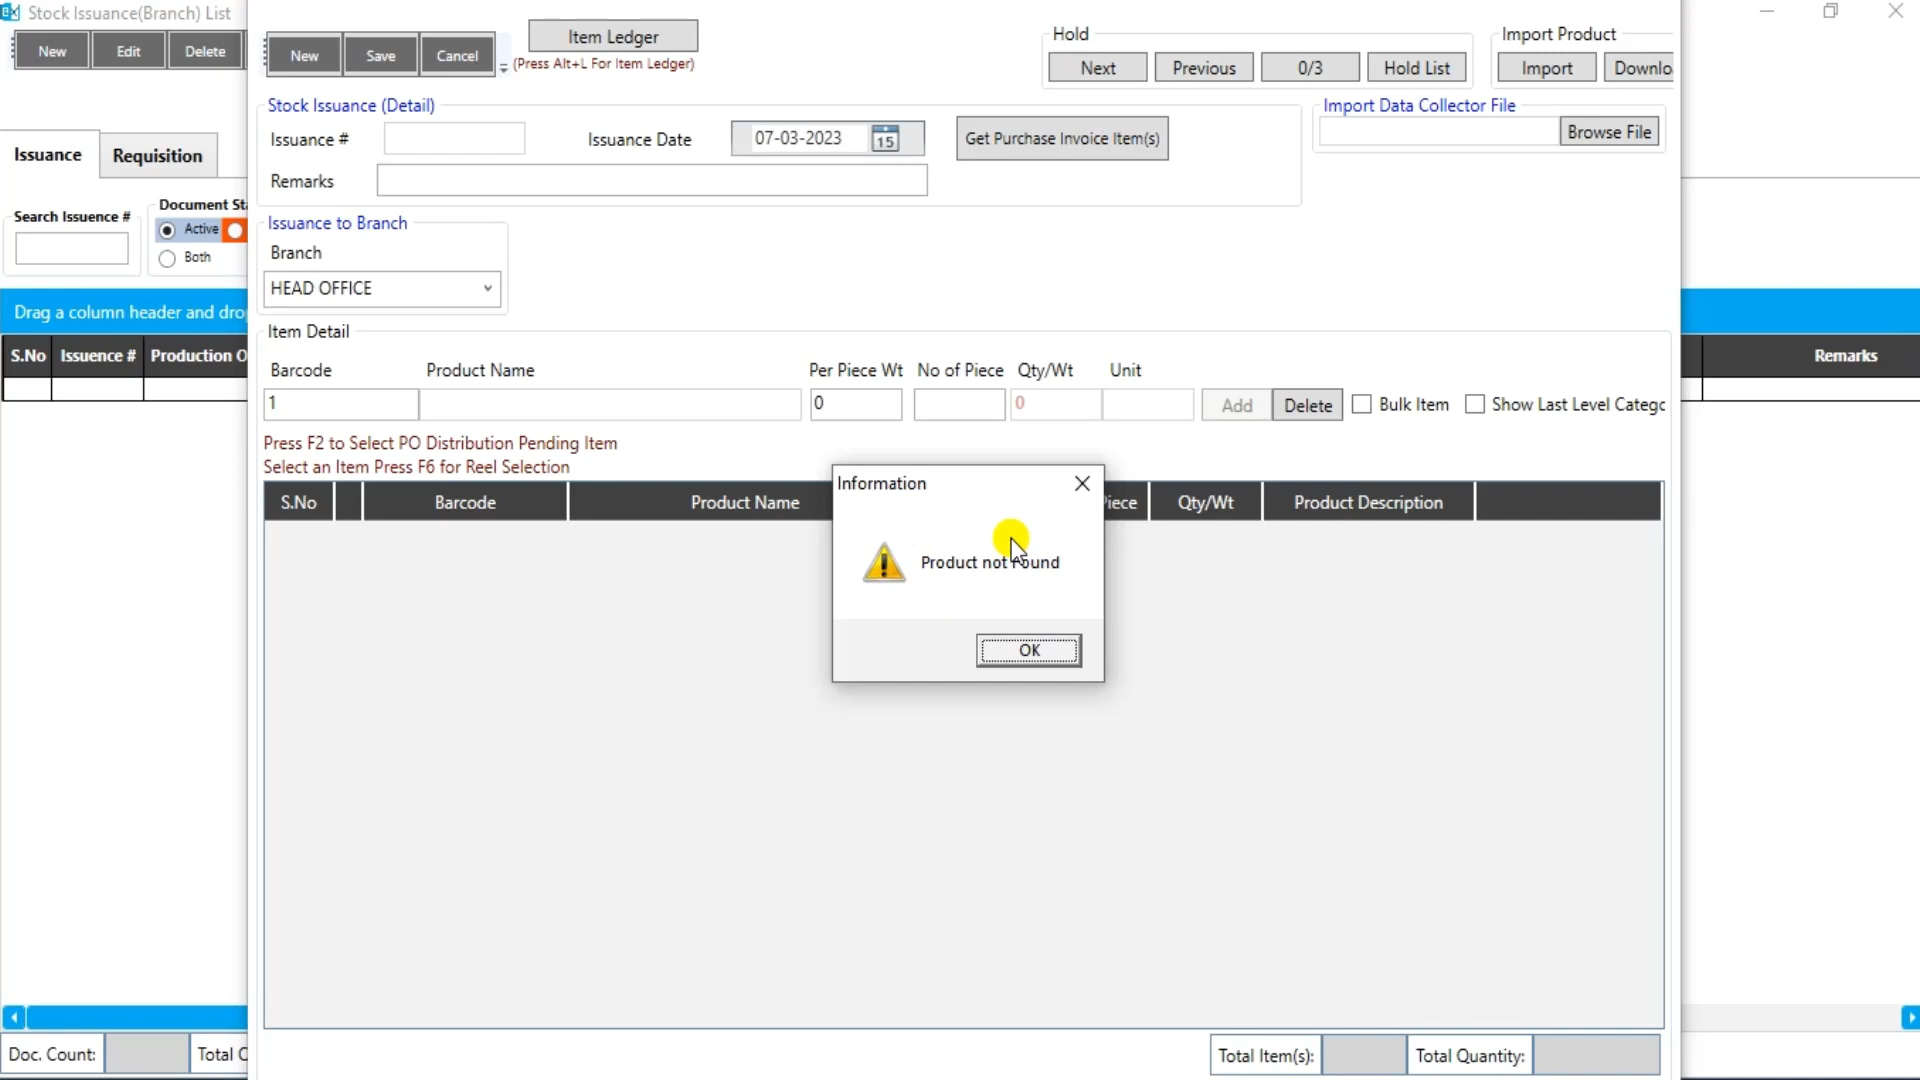 Stock Issuance(Branch) List
New Edit Delete
New Save Cancel
Item Ledger
(Press Alt+L For Item Ledger)
Hold
Next Previous 0/3 Hold List
Import Product
Import Downlo
Stock Issuance (Detail)
Issuance # Issuance Date 07-03-2023 15 Get Purchase Invoice Item(s)
Remarks
Import Data Collector File
Browse File
Issuance Requisition
Search Issuence #
Document Sta
Active
Both
Issuance to Branch
Branch
HEAD OFFICE
Drag a column header and drop
S.No Issuence # Production O
Remarks
Item Detail
Barcode Product Name Per Piece Wt No of Piece Qty/Wt Unit
1 0 0 Add Delete Bulk Item Show Last Level Catego
Press F2 to Select PO Distribution Pending Item
Select an Item Press F6 for Reel Selection
S.No Barcode Product Name Piece Qty/Wt Product Description
Information
Product not Found
OK
Doc. Count: Total C
Total Item(s): Total Quantity: